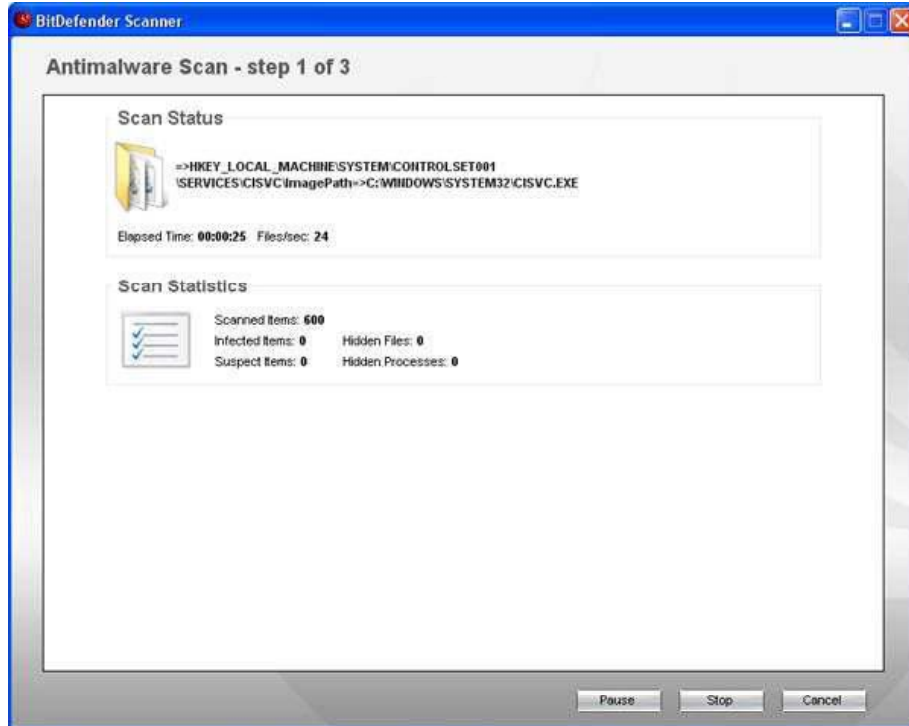 BitDefender Scanner
Antimalware Scan - step 1 of 3
Scan Status
=>HKEY_LOCAL_MACHINE\SYSTEM\CONTROLSET001
\SERVICES\CISVC\ImagePath=>C:\WINDOWS\SYSTEM32\CISVC.EXE
Elapsed Time: 00:00:25 Files/sec: 24
Scan Statistics
Scanned Items: 600
Infected Items: 0 Hidden Files: 0
Suspect Items: 0 Hidden Processes: 0
Pause Stop Cancel